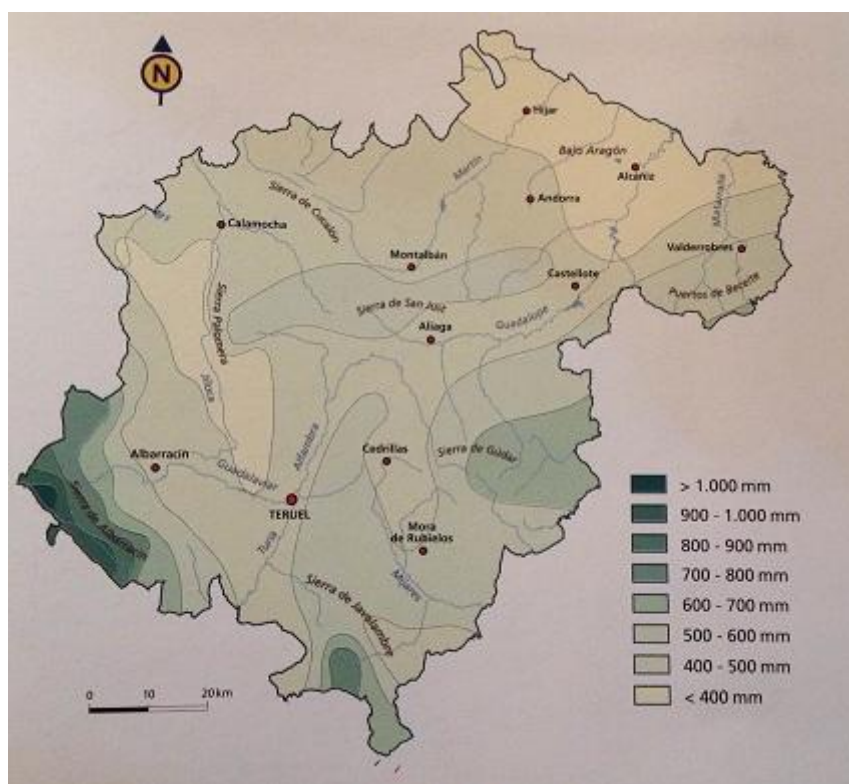 N
Híjar
Bajo Aragón
Alcañiz
Martín
Andorra
Matarraña
Sierra de Cucalón
Calamocha
Montalbán
Valderrobres
Castellote
Puertos de Beceite
Sierra de San Just
Guadalope
Aliaga
Sierra Palomera
Jiloca
Alfambra
Albarracín
Cedrillas
Sierra de Gúdar
Guadalaviar
TERUEL
Sierra de Albarracín
Turia
Mora
de Rubielos
Mijares
Sierra de Javalambre
> 1.000 mm
900 - 1.000 mm
800 - 900 mm
700 - 800 mm
600 - 700 mm
500 - 600 mm
400 - 500 mm
< 400 mm
0 10 20 km